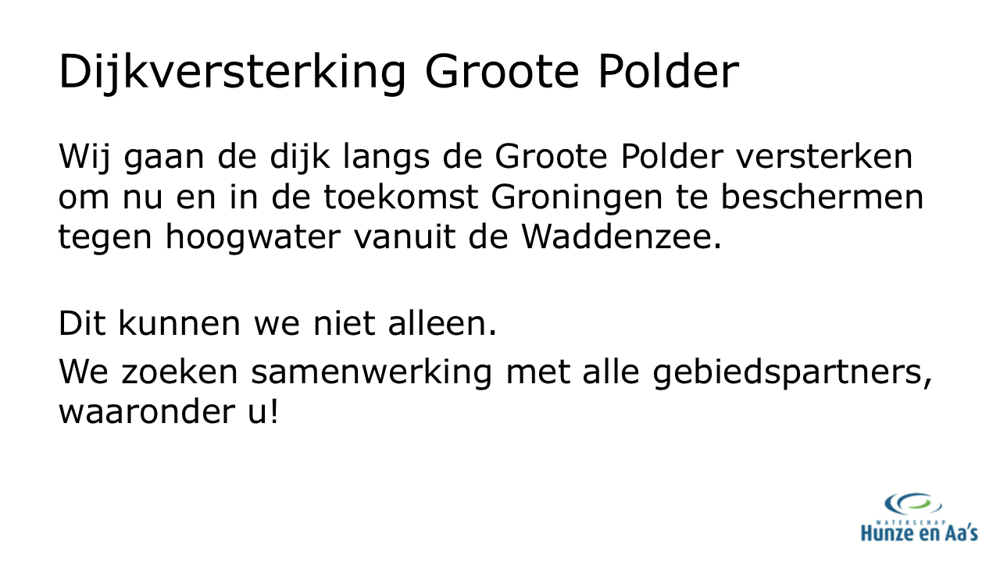 Dijkversterking Groote Polder
Wij gaan de dijk langs de Groote Polder versterken
om nu en in de toekomst Groningen te beschermen
tegen hoogwater vanuit de Waddenzee.
Dit kunnen we niet alleen.
We zoeken samenwerking met alle gebiedspartners,
waaronder u!
WATERSCHAP
Hunze en Aa's